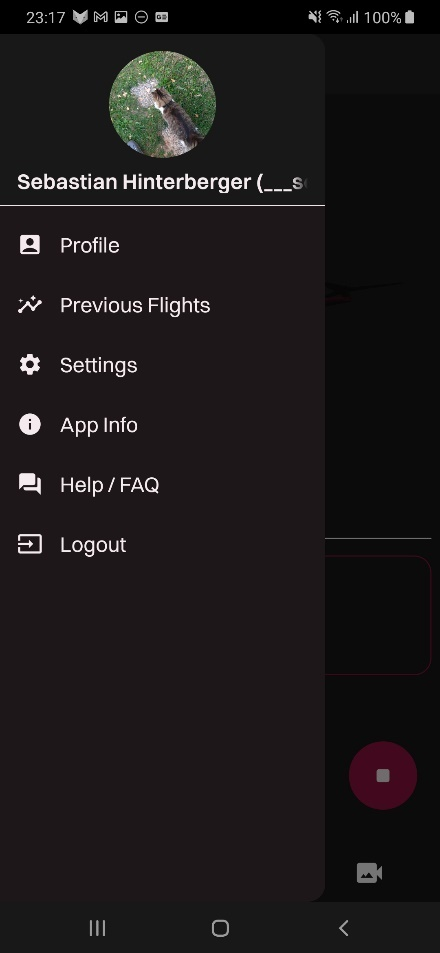 23:17
100%
Sebastian Hinterberger (___s
Profile
Previous Flights
Settings
App Info
Help / FAQ
Logout